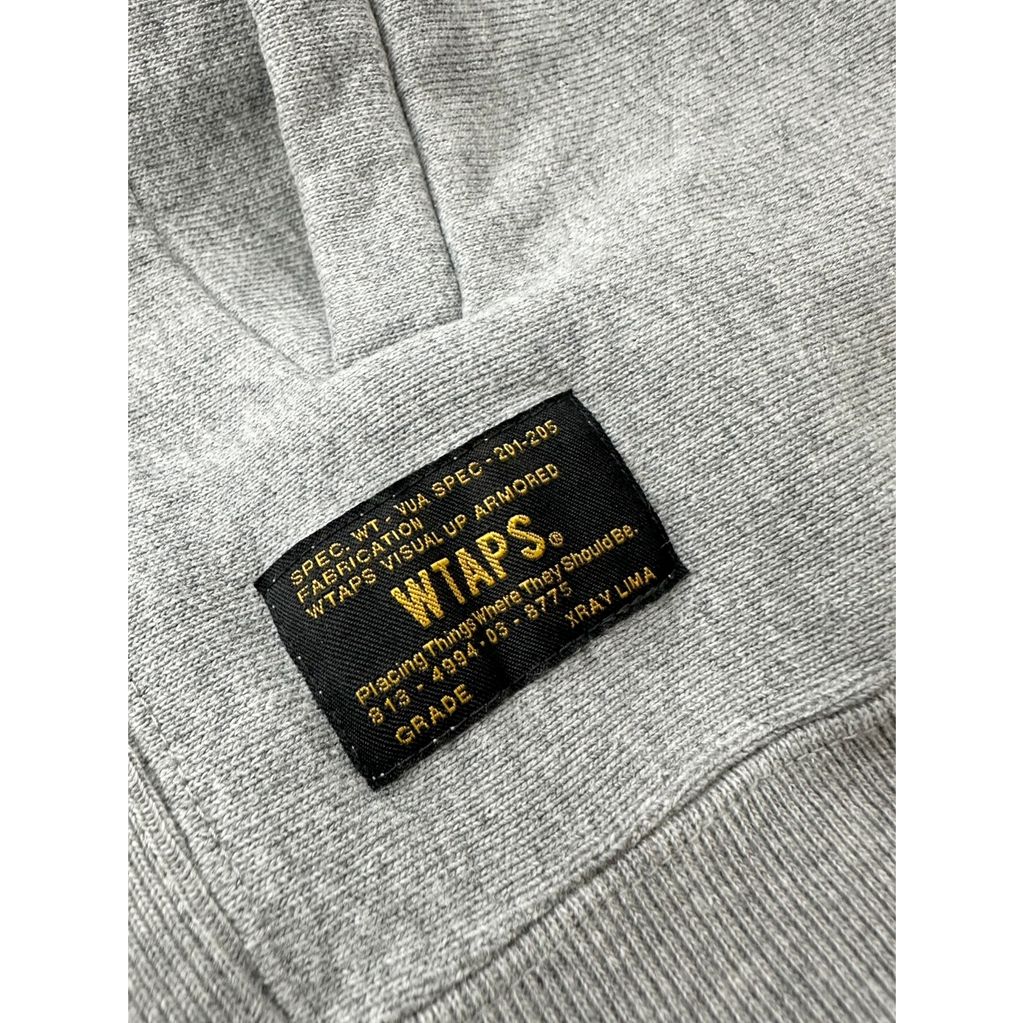 SPEC. WT - VUA SPEC - 201-205
FABRICATION
WTAPS VISUAL UP ARMORED
WTAPS®
Placing Things Where They Should Be.
813 - 4994 - 03 - 8775
GRADE XRAY LIMA